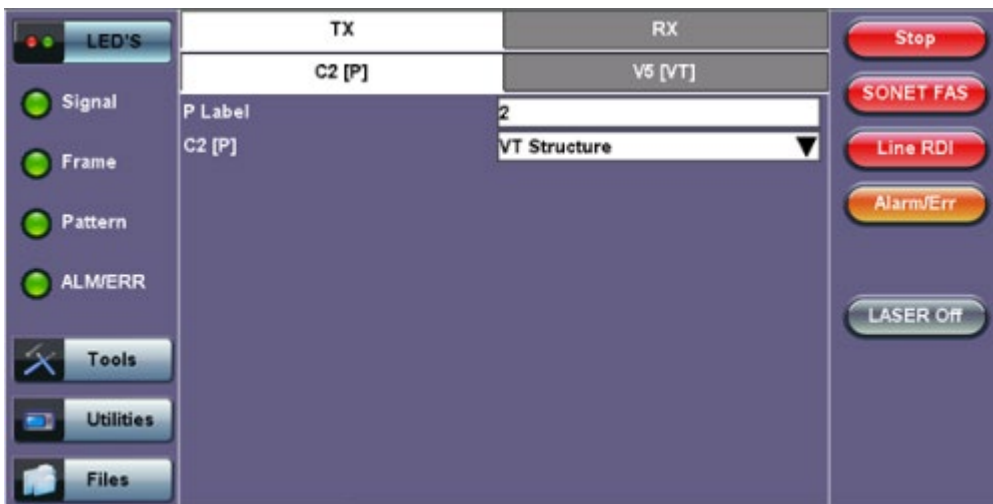 LED'S
Signal
Frame
Pattern
ALM/ERR
Tools
Utilities
Files
TX
RX
C2 [P]
V5 [VT]
P Label
2
C2 [P]
VT Structure
Stop
SONET FAS
Line RDI
Alarm/Err
LASER Off